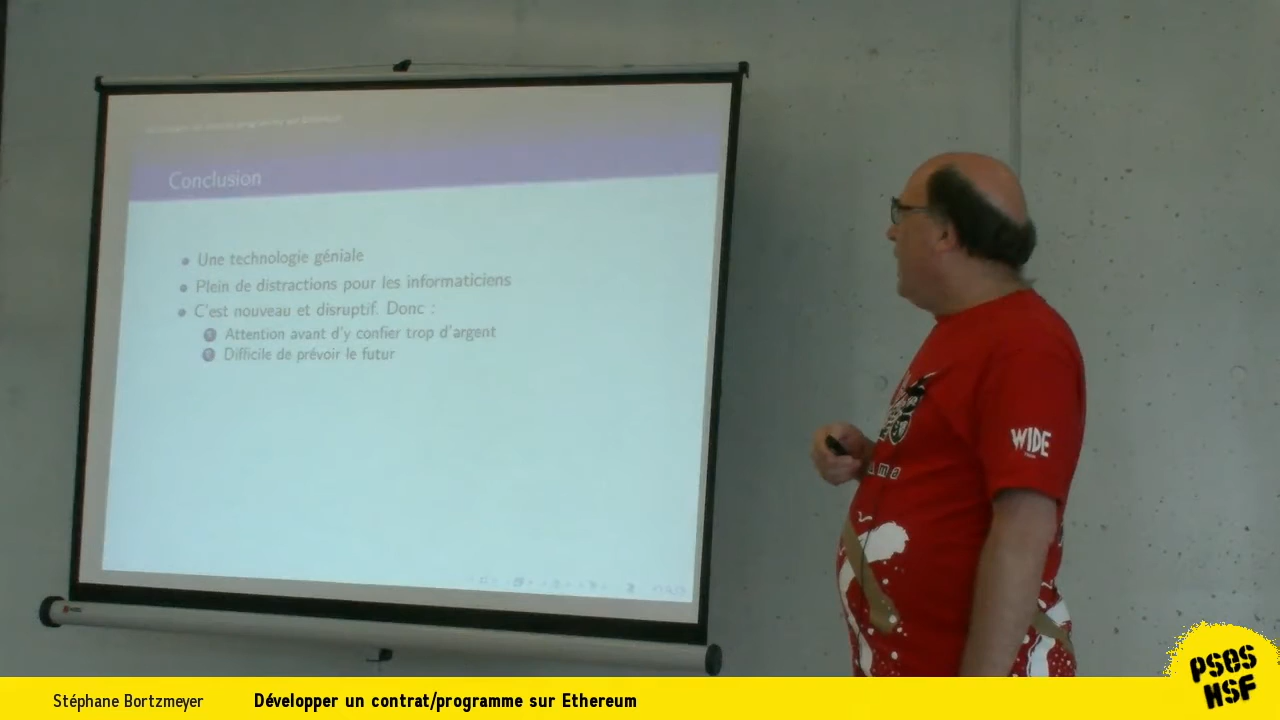 Conclusion
Une technologie géniale
Plein de distractions pour les informaticiens
C'est nouveau et disruptif. Donc :
Attention avant d'y confier trop d'argent
Difficile de prévoir le futur
WIDE
ma
Stéphane Bortzmeyer
Développer un contrat/programme sur Ethereum
PSES
HSF